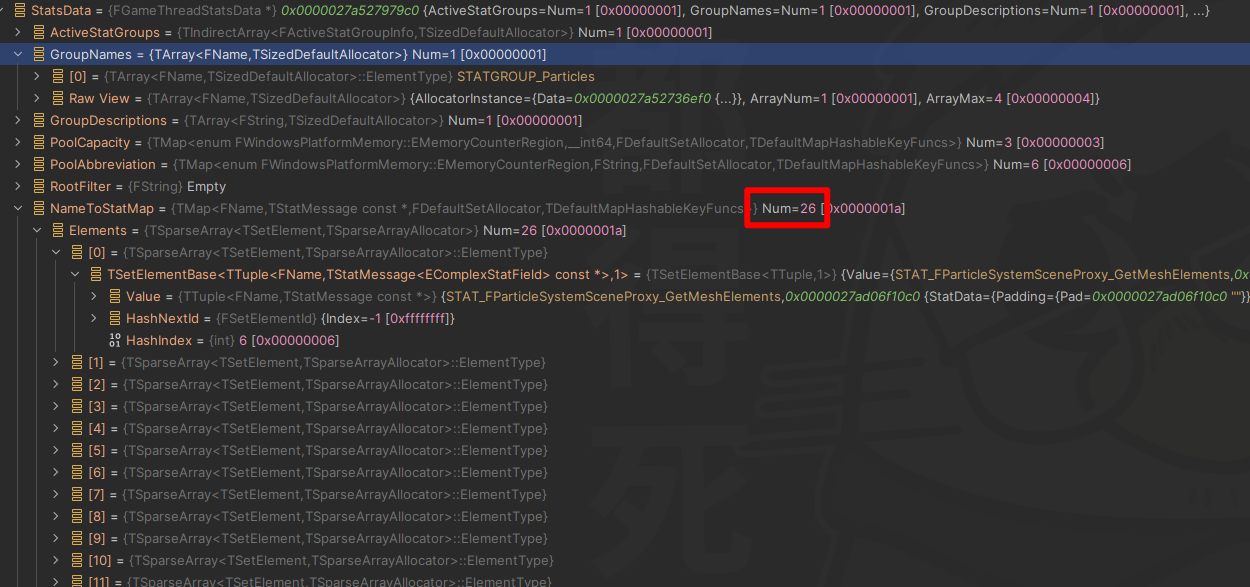 StatsData = {FGameThreadStatsData *} 0x0000027a527979c0 {ActiveStatGroups=Num=1 [0x00000001], GroupNames=Num=1 [0x00000001], GroupDescriptions=Num=1 [0x00000001], ...}
ActiveStatGroups = {TIndirectArray<FActiveStatGroupInfo,TSizedDefaultAllocator>} Num=1 [0x00000001]
GroupNames = {TArray<FName,TSizedDefaultAllocator>} Num=1 [0x00000001]
[0] = {TArray<FName,TSizedDefaultAllocator>::ElementType} STATGROUP_Particles
Raw View = {TArray<FName,TSizedDefaultAllocator>} {AllocatorInstance={Data=0x0000027a52736ef0 {...}}, ArrayNum=1 [0x00000001], ArrayMax=4 [0x00000004]}
GroupDescriptions = {TArray<FString,TSizedDefaultAllocator>} Num=1 [0x00000001]
PoolCapacity = {TMap<enum FWindowsPlatformMemory::EMemoryCounterRegion,__int64,FDefaultSetAllocator,TDefaultMapHashableKeyFuncs>} Num=3 [0x00000003]
PoolAbbreviation = {TMap<enum FWindowsPlatformMemory::EMemoryCounterRegion,FString,FDefaultSetAllocator,TDefaultMapHashableKeyFuncs>} Num=6 [0x00000006]
RootFilter = {FString} Empty
NameToStatMap = {TMap<FName,TStatMessage const *,FDefaultSetAllocator,TDefaultMapHashableKeyFuncs>} Num=26 [0x0000001a]
Elements = {TSparseArray<TSetElement,TSparseArrayAllocator>} Num=26 [0x0000001a]
[0] = {TSparseArray<TSetElement,TSparseArrayAllocator>::ElementType}
TSetElementBase<TTuple<FName,TStatMessage<EComplexStatField> const *>,1> = {TSetElementBase<TTuple,1>} {Value={STAT_FParticleSystemSceneProxy_GetMeshElements,0x
Value = {TTuple<FName,TStatMessage const *>} {STAT_FParticleSystemSceneProxy_GetMeshElements,0x0000027ad06f10c0 {StatData={Padding={Pad=0x0000027ad06f10c0 ""}}
HashNextId = {FSetElementId} {Index=-1 [0xffffffff]}
HashIndex = {int} 6 [0x00000006]
[1] = {TSparseArray<TSetElement,TSparseArrayAllocator>::ElementType}
[2] = {TSparseArray<TSetElement,TSparseArrayAllocator>::ElementType}
[3] = {TSparseArray<TSetElement,TSparseArrayAllocator>::ElementType}
[4] = {TSparseArray<TSetElement,TSparseArrayAllocator>::ElementType}
[5] = {TSparseArray<TSetElement,TSparseArrayAllocator>::ElementType}
[6] = {TSparseArray<TSetElement,TSparseArrayAllocator>::ElementType}
[7] = {TSparseArray<TSetElement,TSparseArrayAllocator>::ElementType}
[8] = {TSparseArray<TSetElement,TSparseArrayAllocator>::ElementType}
[9] = {TSparseArray<TSetElement,TSparseArrayAllocator>::ElementType}
[10] = {TSparseArray<TSetElement,TSparseArrayAllocator>::ElementType}
[11] = {TSparseArray<TSetElement,TSparseArrayAllocator>::ElementType}
得
死